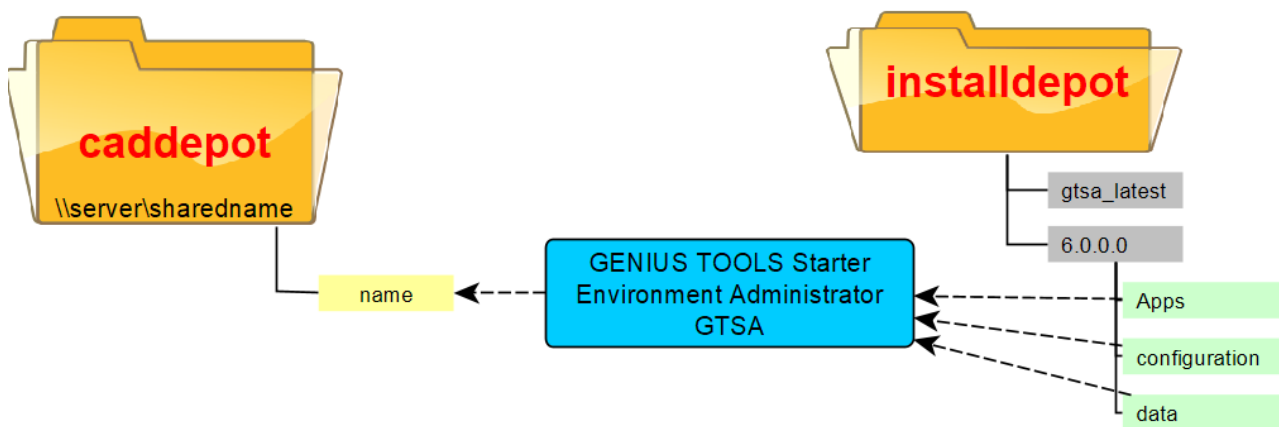 caddepot
\\server\sharedname
name
GENIUS TOOLS Starter
Environment Administrator
GTSA
installdepot
gtsa_latest
6.0.0.0
Apps
configuration
data